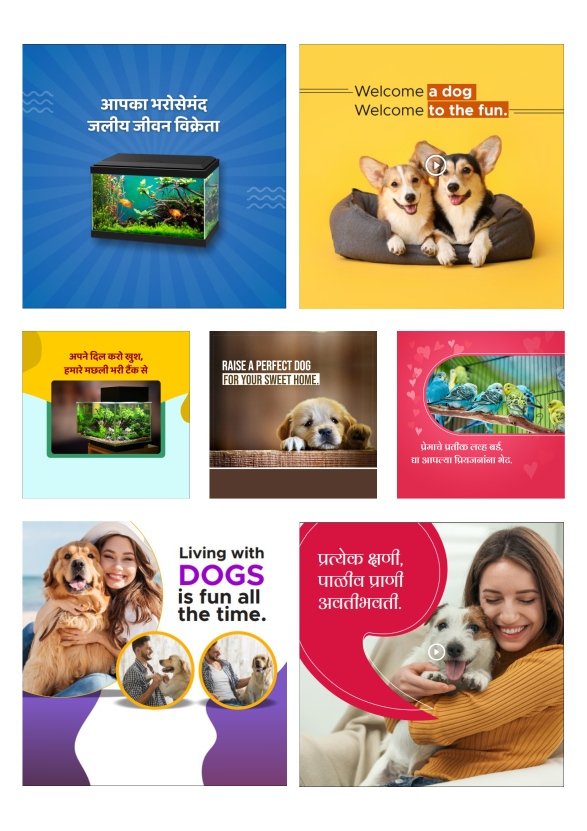 आपका भरोसेमंद
जलीय जीवन विक्रेता
Welcome a dog
Welcome to the fun.
अपने दिल करो खुश,
हमारे मछली भरी टैंक से
RAISE A PERFECT DOG
FOR YOUR SWEET HOME.
प्रेमाचे प्रतीक लव्ह बर्ड,
द्या आपल्या प्रियजनांना भेट.
Living with
DOGS
is fun all
the time.
प्रत्येक क्षणी,
पाळीव प्राणी
अवतीभवती.